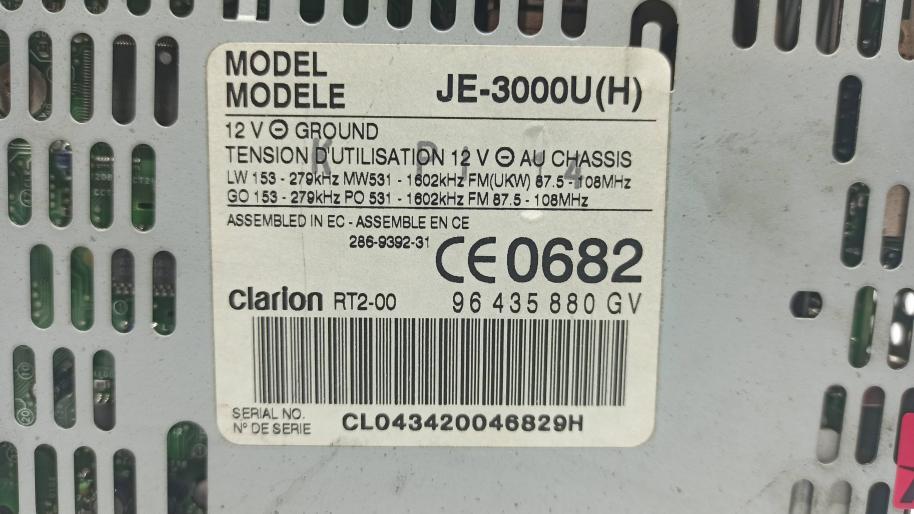 MODEL
MODELE JE-3000U(H)
12 V ⊖ GROUND
TENSION D'UTILISATION 12 V ⊖ AU CHASSIS
LW 153 - 279kHz MW531 - 1602kHz FM(UKW) 87.5 - 108MHz
GO 153 - 279kHz PO 531 - 1602kHz FM 87.5 - 108MHz
ASSEMBLED IN EC - ASSEMBLE EN CE
286-9392-31
CE 0682
Clarion RT2-00 96 435 880 GV
SERIAL NO.
Nº DE SERIE CL043420046829H